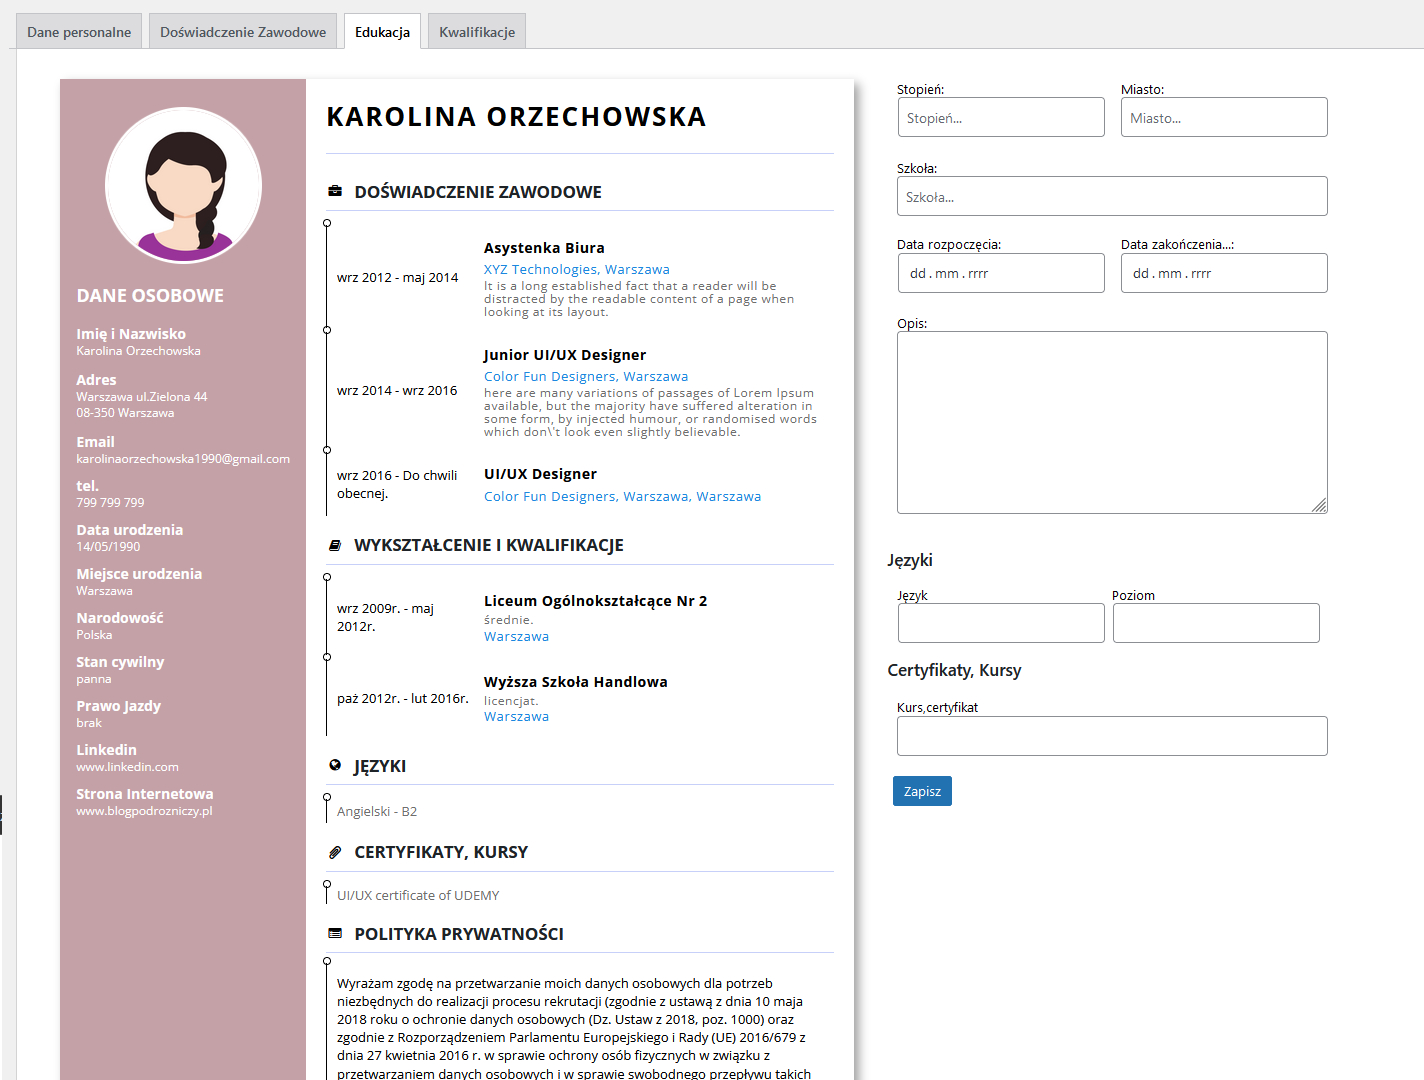 Dane personalne
Doświadczenie Zawodowe
Edukacja
Kwalifikacje
KAROLINA ORZECHOWSKA
DANE OSOBOWE
Imię i Nazwisko
Karolina Orzechowska
Adres
Warszawa ul.Zielona 44
08-350 Warszawa
Email
karolinaorzechowska1990@gmail.com
tel.
799 799 799
Data urodzenia
14/05/1990
Miejsce urodzenia
Warszawa
Narodowość
Polska
Stan cywilny
panna
Prawo Jazdy
brak
Linkedin
www.linkedin.com
Strona Internetowa
www.blogpodrozniczy.pl
DOŚWIADCZENIE ZAWODOWE
wrz 2012 - maj 2014
Asystenka Biura
XYZ Technologies, Warszawa
It is a long established fact that a reader will be
distracted by the readable content of a page when
looking at its layout.
wrz 2014 - wrz 2016
Junior UI/UX Designer
Color Fun Designers, Warszawa
here are many variations of passages of Lorem Ipsum
available, but the majority have suffered alteration in
some form, by injected humour, or randomised words
which don\'t look even slightly believable.
wrz 2016 - Do chwili
obecnej.
UI/UX Designer
Color Fun Designers, Warszawa, Warszawa
WYKSZTAŁCENIE I KWALIFIKACJE
wrz 2009r. - maj
2012r.
Liceum Ogólnokształcące Nr 2
średnie.
Warszawa
paż 2012r. - lut 2016r.
Wyższa Szkoła Handlowa
licencjat.
Warszawa
JĘZYKI
Angielski - B2
CERTYFIKATY, KURSY
UI/UX certificate of UDEMY
POLITYKA PRYWATNOŚCI
Wyrażam zgodę na przetwarzanie moich danych osobowych dla potrzeb
niezbędnych do realizacji procesu rekrutacji (zgodnie z ustawą z dnia 10 maja
2018 roku o ochronie danych osobowych (Dz. Ustaw z 2018, poz. 1000) oraz
zgodnie z Rozporządzeniem Parlamentu Europejskiego i Rady (UE) 2016/679 z
dnia 27 kwietnia 2016 r. w sprawie ochrony osób fizycznych w związku z
przetwarzaniem danych osobowych i w sprawie swobodnego przepływu takich
Stopień:
Stopień...
Miasto:
Miasto...
Szkoła:
Szkoła...
Data rozpoczęcia:
dd . mm . rrrr
Data zakończenia...:
dd . mm . rrrr
Opis:
Języki
Język
Poziom
Certyfikaty, Kursy
Kurs,certyfikat
Zapisz